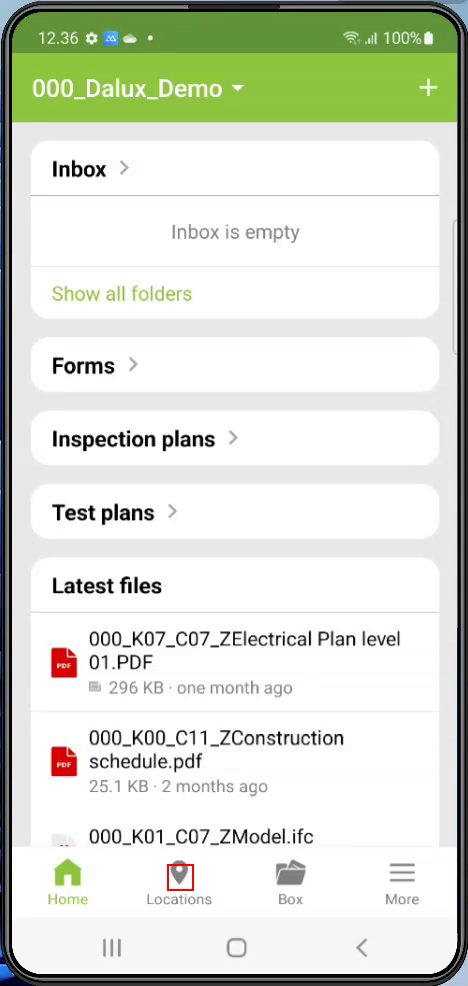 12.36
100%
000_Dalux_Demo
Inbox
Inbox is empty
Show all folders
Forms
Inspection plans
Test plans
Latest files
000_K07_C07_ZElectrical Plan level
01.PDF
PDF
296 KB · one month ago
000_K00_C11_ZConstruction
schedule.pdf
PDF
25.1 KB · 2 months ago
000_K01_C07_ZModel.ifc
Home
Locations
Box
More